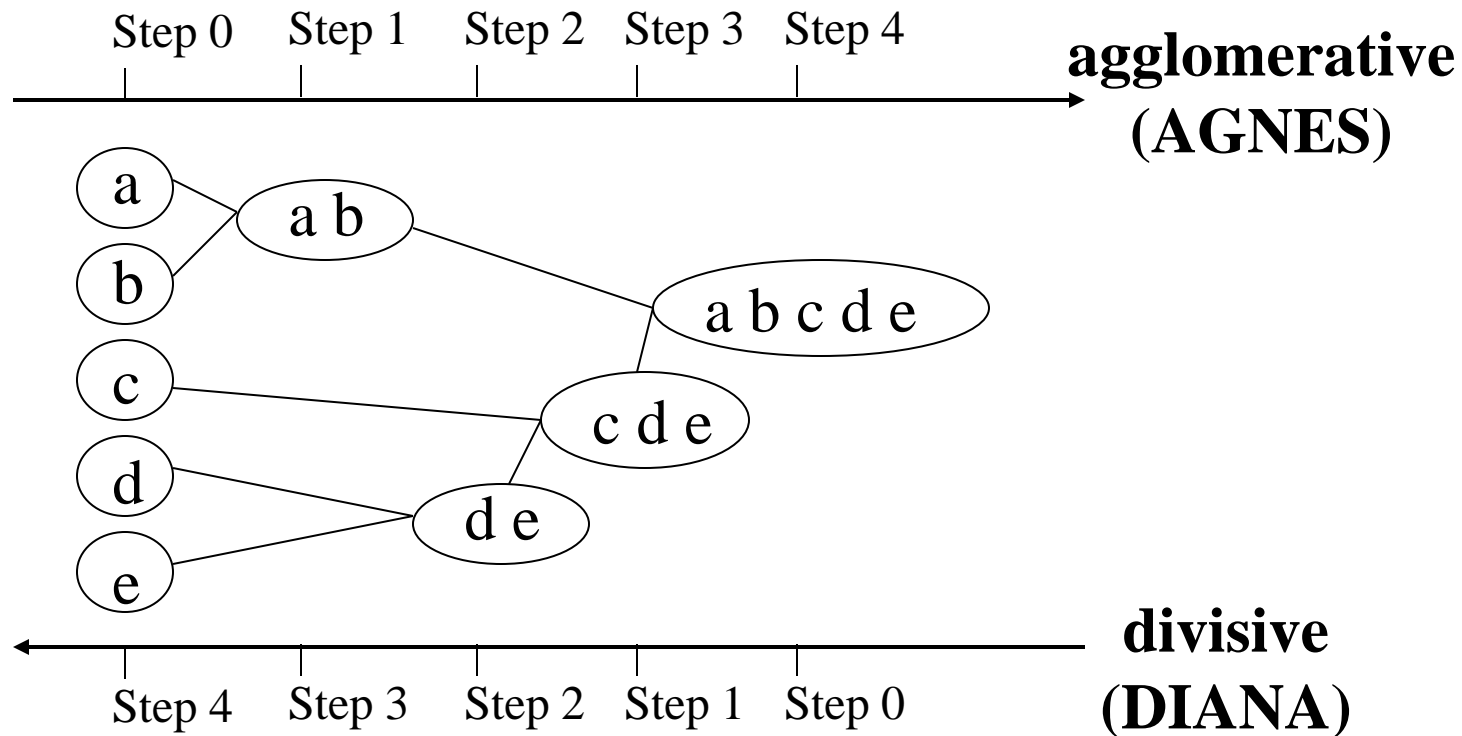 Step 0 Step 1 Step 2 Step 3 Step 4
agglomerative
(AGNES)
a
a b
b
a b c d e
c
c d e
d
d e
e
divisive
(DIANA)
Step 4 Step 3 Step 2 Step 1 Step 0